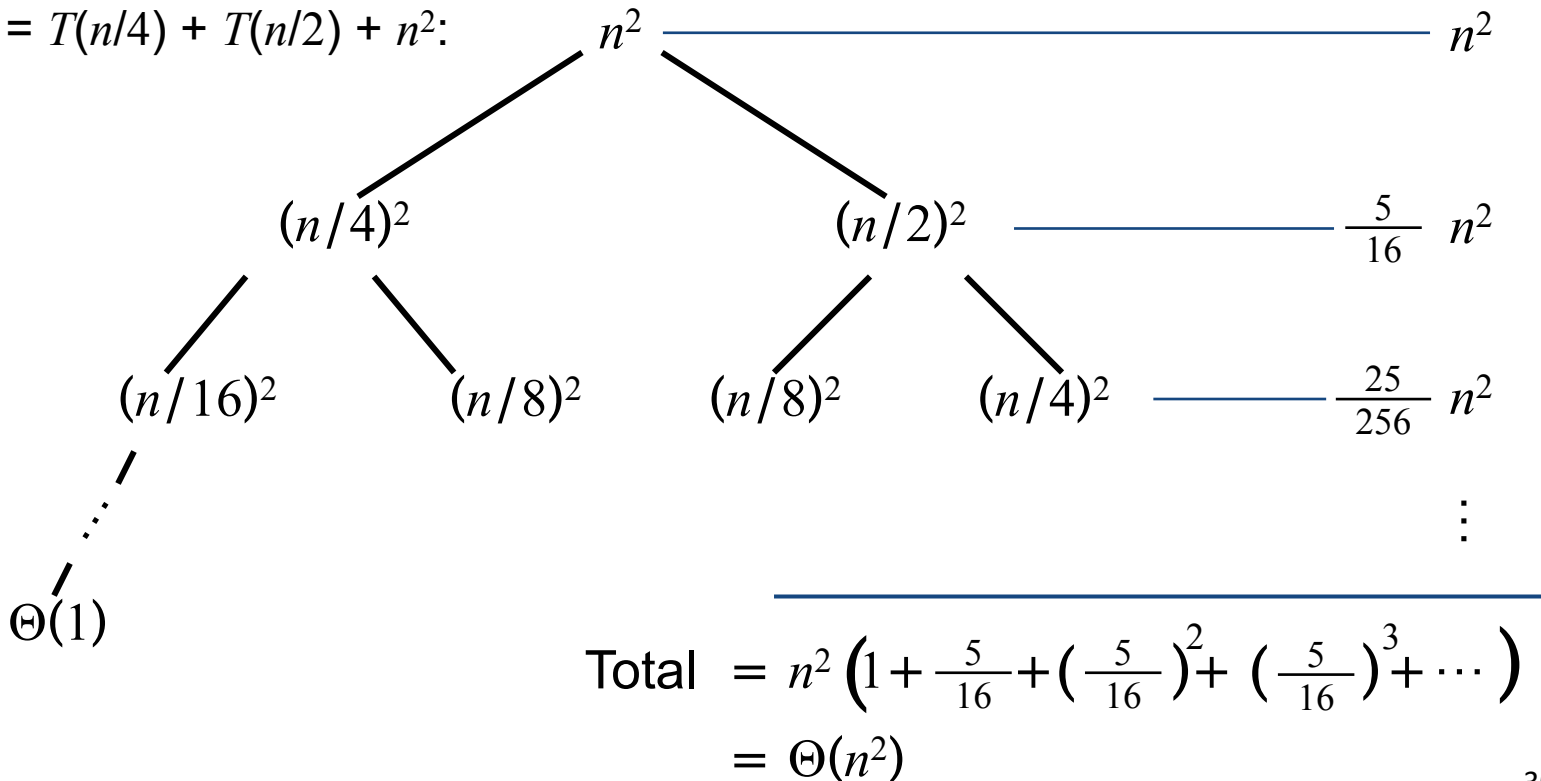 = T(n/4) + T(n/2) + n²: n² n²
(n/4)² (n/2)² 5/16 n²
(n/16)² (n/8)² (n/8)² (n/4)² 25/256 n²
⋮
Θ(1)
Total = n² (1 + 5/16 + (5/16)² + (5/16)³ + ⋯)
= Θ(n²)